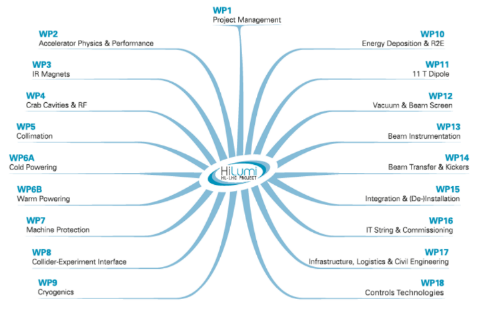 WP1
Project Management
WP2
Accelerator Physics & Performance
WP3
IR Magnets
WP4
Crab Cavities & RF
WP5
Collimation
WP6A
Cold Powering
WP6B
Warm Powering
WP7
Machine Protection
WP8
Collider-Experiment Interface
WP9
Cryogenics
HiLumi
HL-LHC PROJECT
WP10
Energy Deposition & R2E
WP11
11 T Dipole
WP12
Vacuum & Beam Screen
WP13
Beam Instrumentation
WP14
Beam Transfer & Kickers
WP15
Integration & (De-)Installation
WP16
IT String & Commissioning
WP17
Infrastructure, Logistics & Civil Engineering
WP18
Controls Technologies